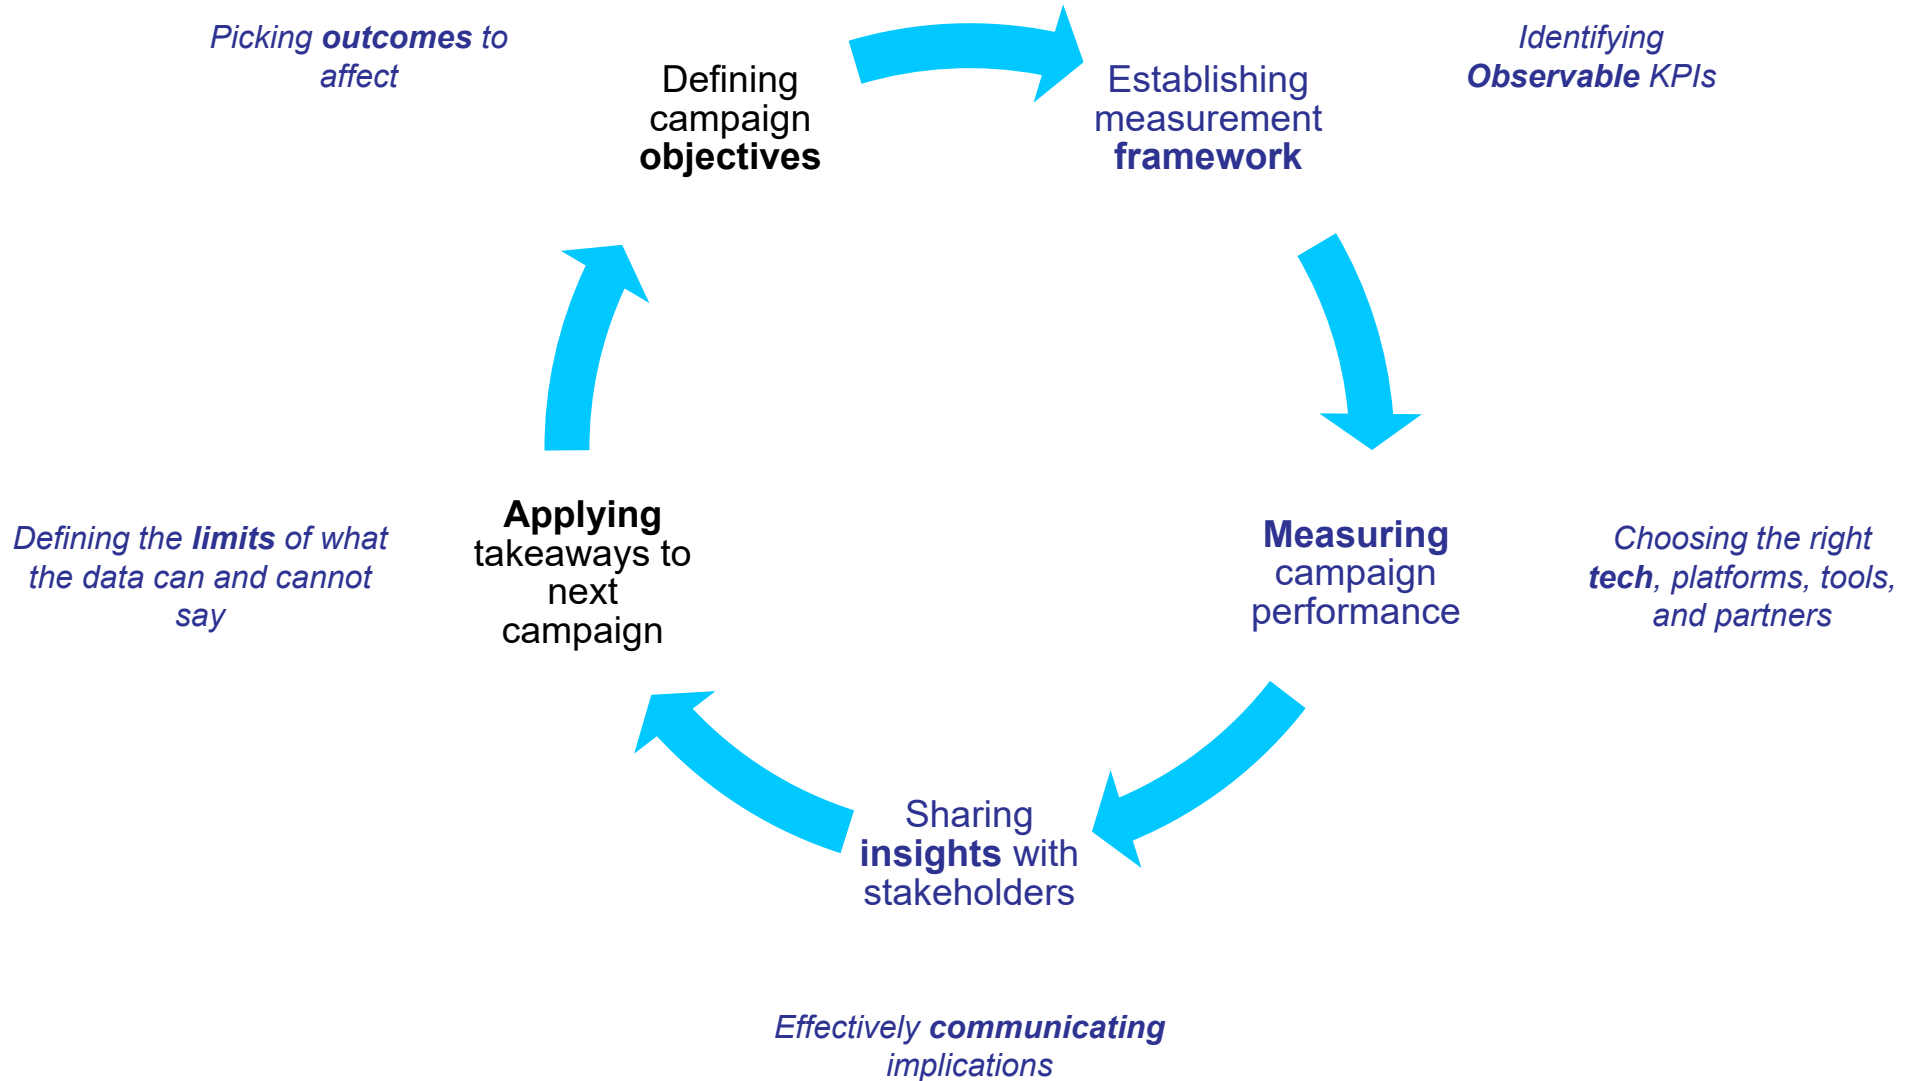 Picking outcomes to
affect
Defining
campaign
objectives
Establishing
measurement
framework
Identifying
Observable KPIs
Measuring
campaign
performance
Choosing the right
tech, platforms, tools,
and partners
Sharing
insights with
stakeholders
Effectively communicating
implications
Applying
takeaways to
next
campaign
Defining the limits of what
the data can and cannot
say